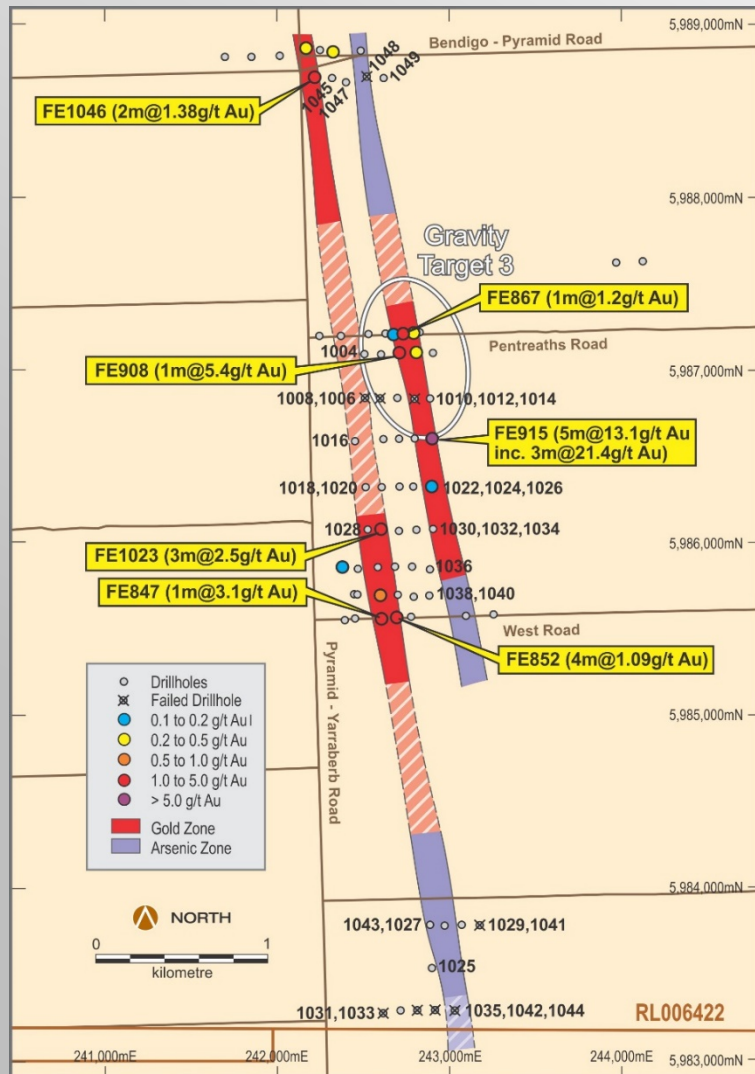 5,989,000mN
Bendigo - Pyramid Road
1048
1049
1045
1047
FE1046 (2m@1.38g/t Au)
5,988,000mN
Gravity
Target 3
FE867 (1m@1.2g/t Au)
Pentreaths Road
1004
FE908 (1m@5.4g/t Au)
5,987,000mN
1008,1006
1010,1012,1014
FE915 (5m@13.1g/t Au
inc. 3m@21.4g/t Au)
1016
1018,1020
1022,1024,1026
1028
1030,1032,1034
FE1023 (3m@2.5g/t Au)
5,986,000mN
1036
FE847 (1m@3.1g/t Au)
1038,1040
West Road
FE852 (4m@1.09g/t Au)
Pyramid - Yarraberb Road
Drillholes
Failed Drillhole
0.1 to 0.2 g/t Au
0.2 to 0.5 g/t Au
0.5 to 1.0 g/t Au
1.0 to 5.0 g/t Au
> 5.0 g/t Au
Gold Zone
Arsenic Zone
5,985,000mN
5,984,000mN
NORTH
0 1
kilometre
1043,1027
1029,1041
1025
1031,1033
1035,1042,1044
RL006422
241,000mE
242,000mE
243,000mE
244,000mE
5,983,000mN